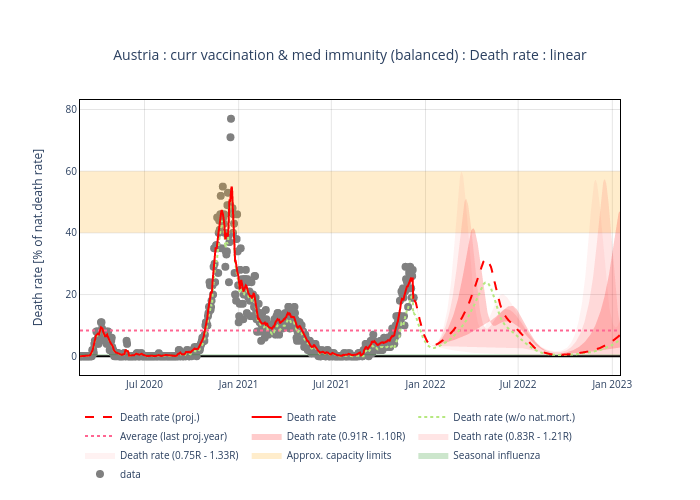 Austria : curr vaccination & med immunity (balanced) : Death rate : linear
Death rate [% of nat.death rate]
80
60
40
20
0
Jul 2020
Jan 2021
Jul 2021
Jan 2022
Jul 2022
Jan 2023
Death rate (proj.)
Death rate
Death rate (w/o nat.mort.)
Average (last proj.year)
Death rate (0.91R - 1.10R)
Death rate (0.83R - 1.21R)
Death rate (0.75R - 1.33R)
Approx. capacity limits
Seasonal influenza
data